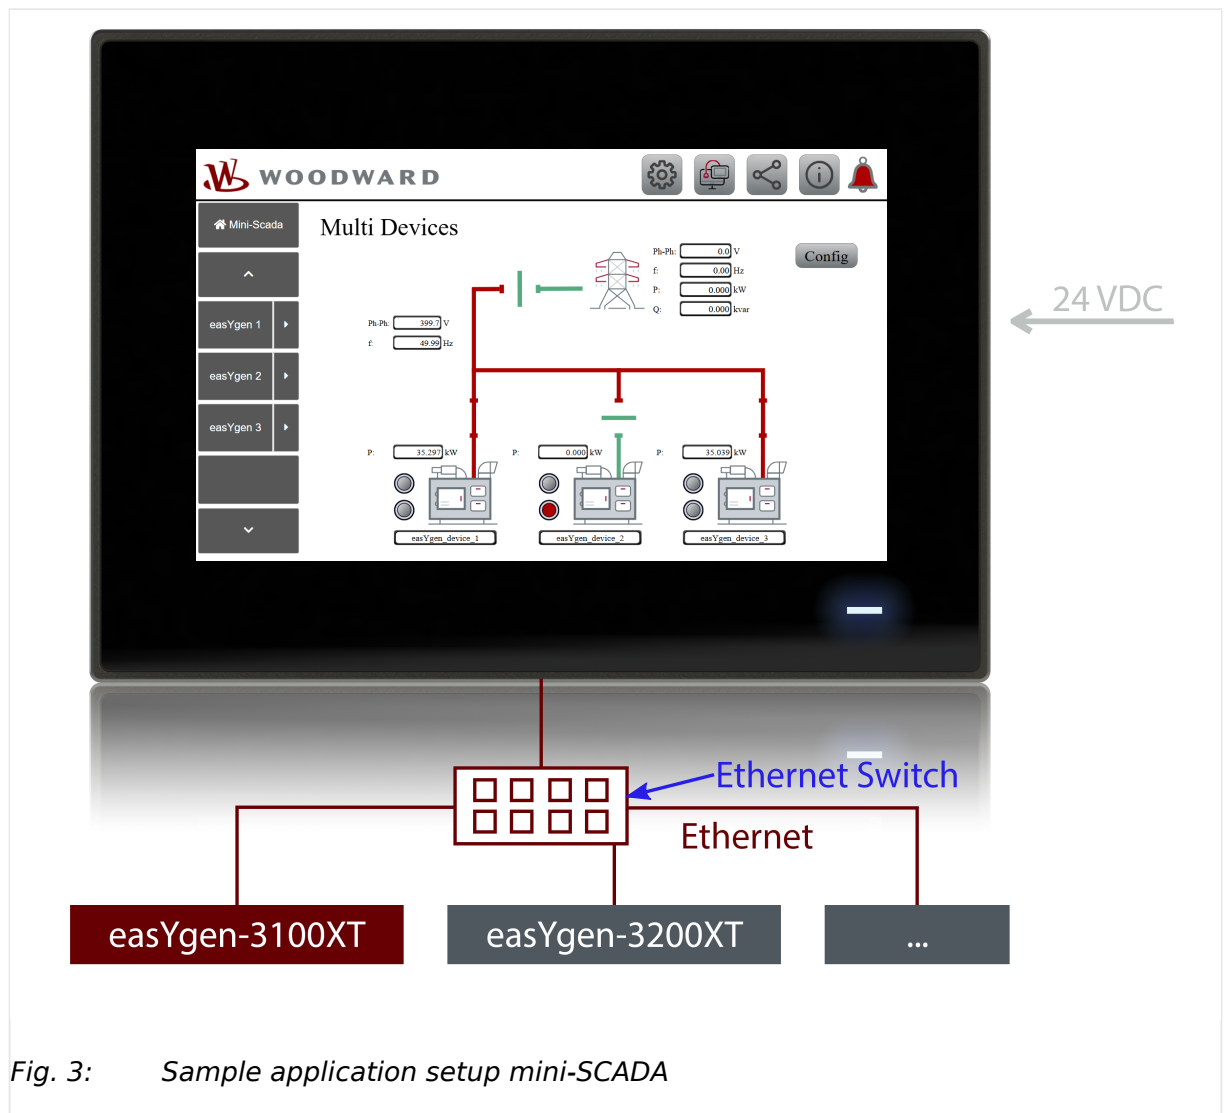 WOODWARD
Mini-Scada
Multi Devices
Config
Ph-Ph: 0.0 V
f: 0.00 Hz
P: 0.000 kW
Q: 0.000 kvar
24 VDC
easYgen 1
Ph-Ph: 399.7 V
f: 49.99 Hz
easYgen 2
easYgen 3
P: 35.297 kW
P: 0.000 kW
P: 35.039 kW
easYgen_device_1
easYgen_device_2
easYgen_device_3
Ethernet Switch
Ethernet
easYgen-3100XT
easYgen-3200XT
...
Fig. 3: Sample application setup mini-SCADA